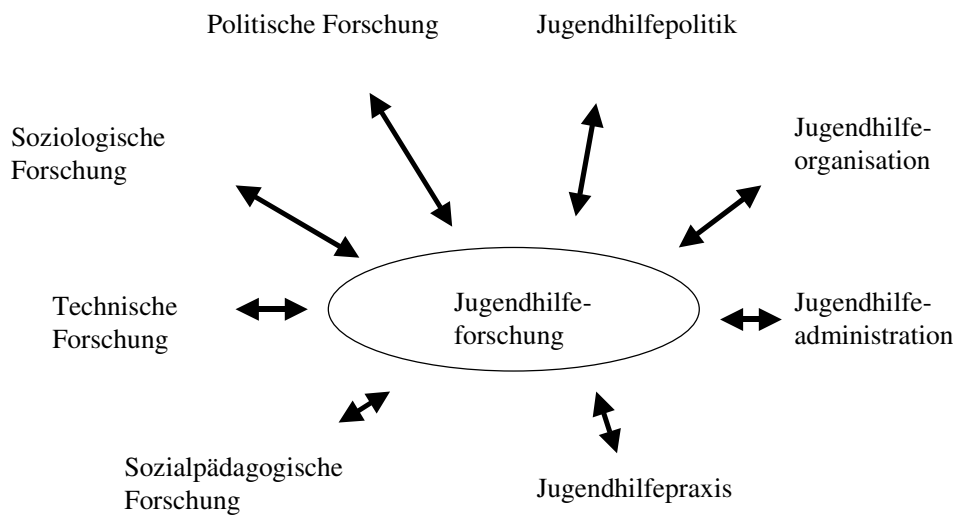 Politische Forschung
Jugendhilfepolitik
Soziologische
Forschung
Jugendhilfe-
organisation
Technische
Forschung
Jugendhilfe-
forschung
Jugendhilfe-
administration
Sozialpädagogische
Forschung
Jugendhilfepraxis